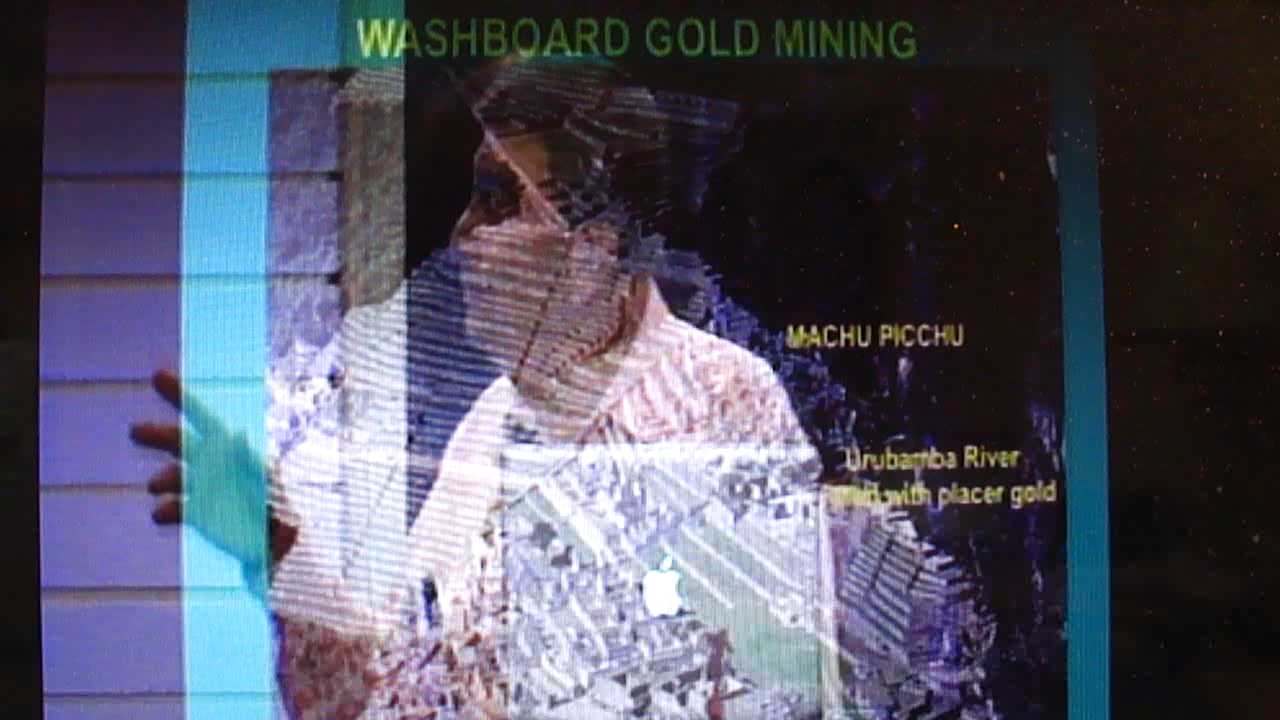 WASHBOARD GOLD MINING
MACHU PICCHU
Urubamba River
with placer gold